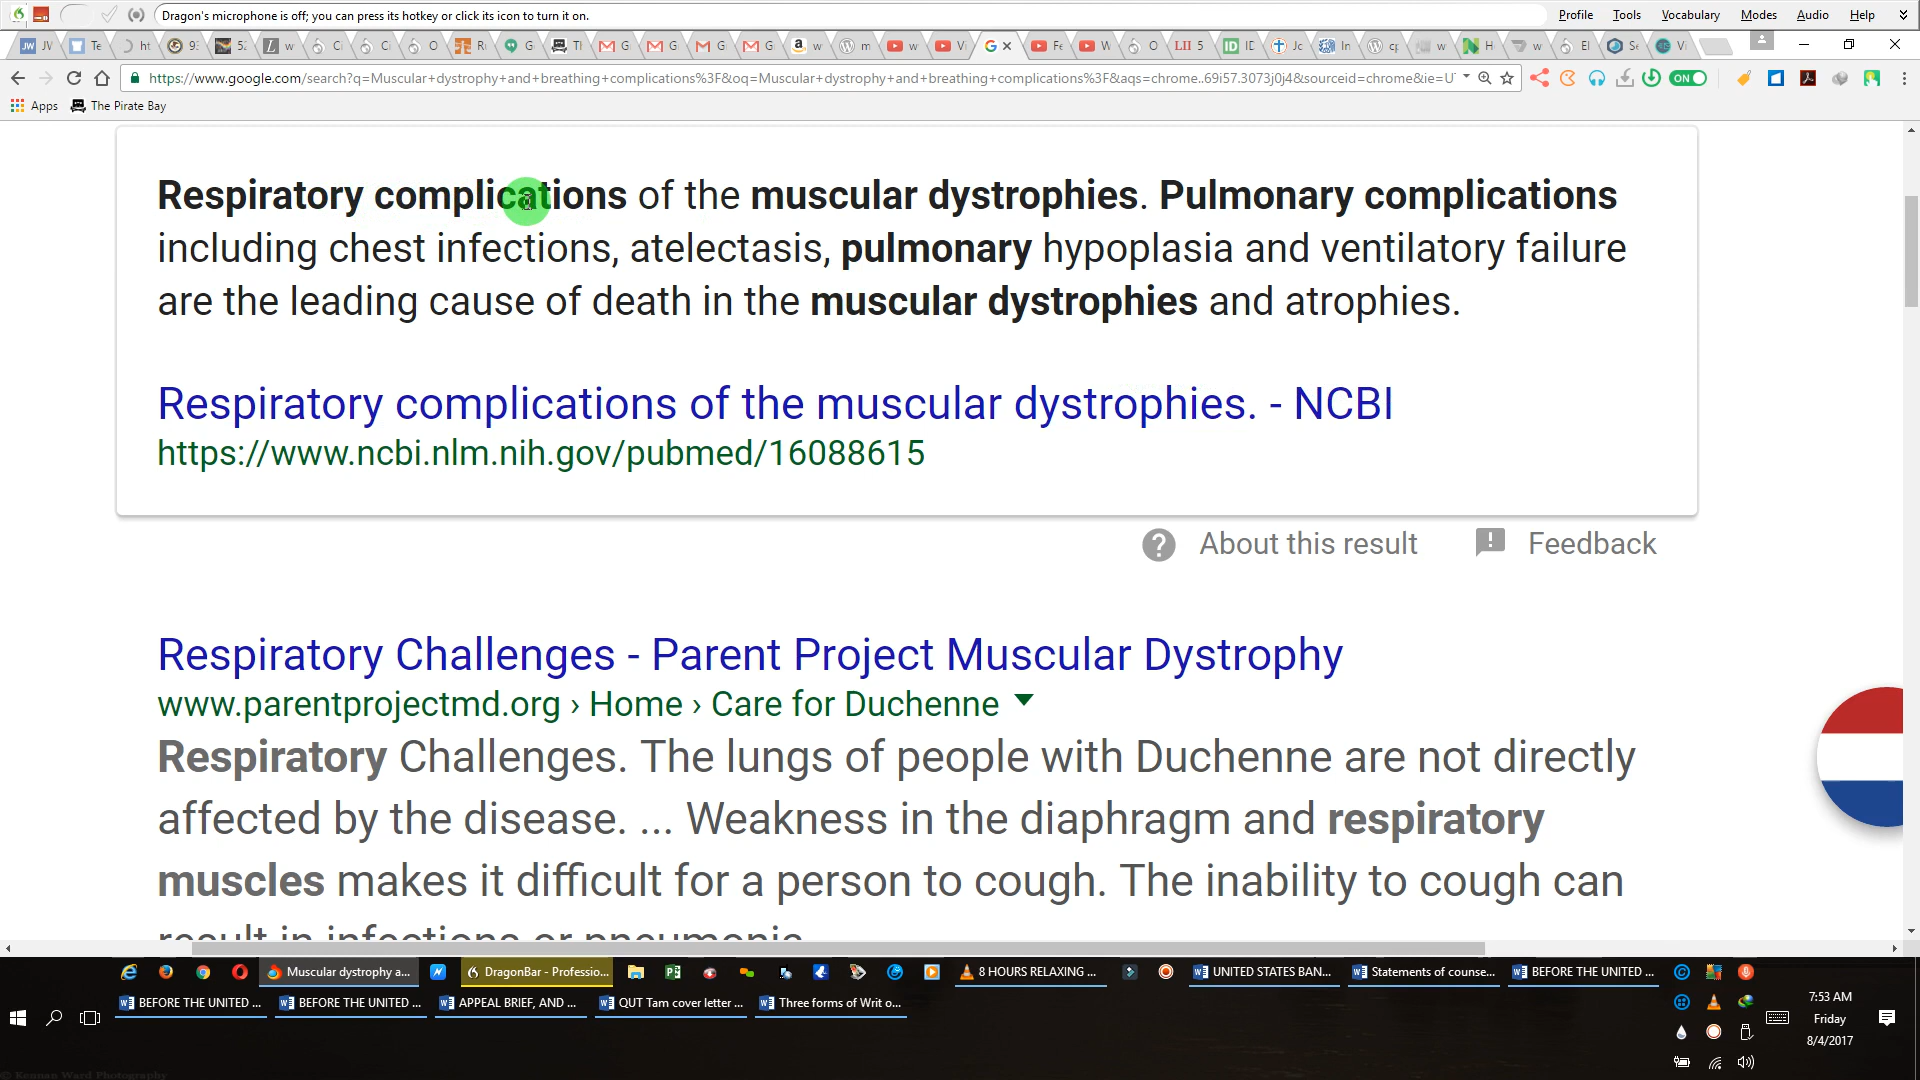 Dragon's microphone is off; you can press its hotkey or click its icon to turn it on.
Profile Tools Vocabulary Modes Audio Help
https://www.google.com/search?q=Muscular+dystrophy+and+breathing+complications%3F&oq=Muscular+dystrophy+and+breathing+complications%3F&aqs=chrome..69i57.3073j0j4&sourceid=chrome&ie=U
ON
Apps The Pirate Bay
Respiratory complications of the muscular dystrophies. Pulmonary complications
including chest infections, atelectasis, pulmonary hypoplasia and ventilatory failure
are the leading cause of death in the muscular dystrophies and atrophies.
Respiratory complications of the muscular dystrophies. - NCBI
https://www.ncbi.nlm.nih.gov/pubmed/16088615
About this result Feedback
Respiratory Challenges - Parent Project Muscular Dystrophy
www.parentprojectmd.org › Home › Care for Duchenne
Respiratory Challenges. The lungs of people with Duchenne are not directly
affected by the disease. ... Weakness in the diaphragm and respiratory
muscles makes it difficult for a person to cough. The inability to cough can
result in infections or pneumonia
Muscular dystrophy a... DragonBar - Professio... 8 HOURS RELAXING ... UNITED STATES BAN... Statements of counse... BEFORE THE UNITED ...
BEFORE THE UNITED ... BEFORE THE UNITED ... APPEAL BRIEF, AND ... QUT Tam cover letter ... Three forms of Writ o...
7:53 AM
Friday
8/4/2017
© Kennan Ward Photography